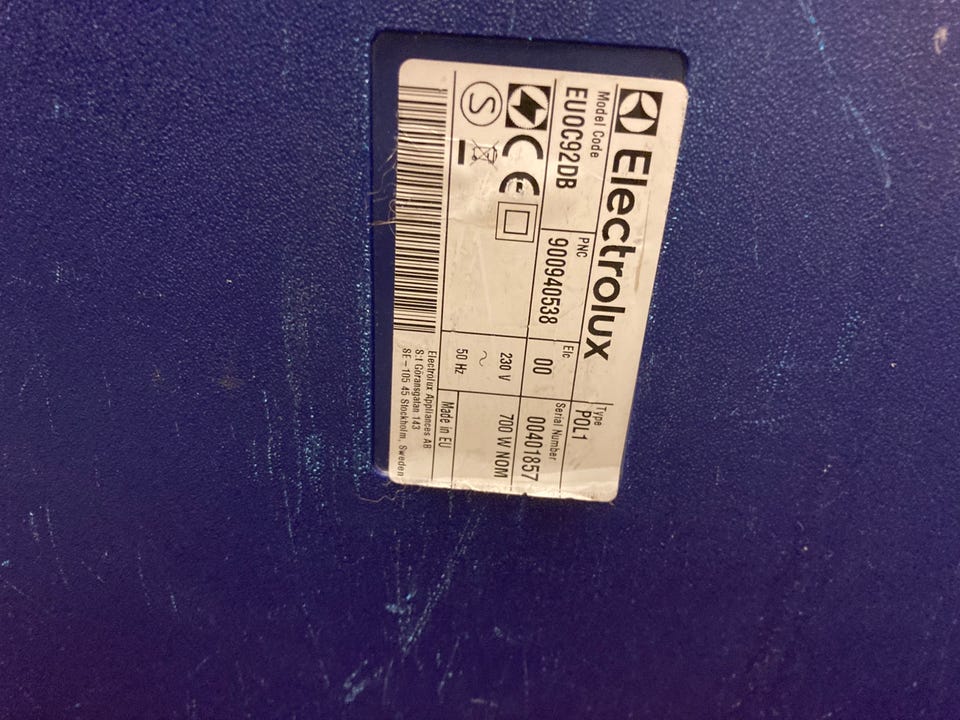 Electrolux
Type
POL1
Model Code
PNC
Elc
Serial Number
EUOC92DB
900940538
00
00401857
CE
230 V
700 W NOM
S
50 Hz
Made in EU
Electrolux Appliances AB
S:t Göransgatan 143
SE-105 45 Stockholm, Sweden